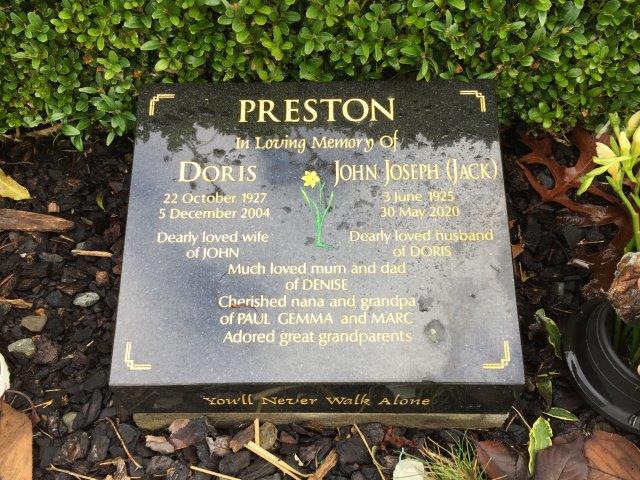 PRESTON
In Loving Memory Of
DORIS JOHN JOSEPH (JACK)
22 October 1927 3 June 1925
5 December 2004 30 May 2020
Dearly loved wife Dearly loved husband
of JOHN of DORIS
Much loved mum and dad
of DENISE
Cherished nana and grandpa
of PAUL GEMMA and MARC
Adored great grandparents
You'll Never Walk Alone